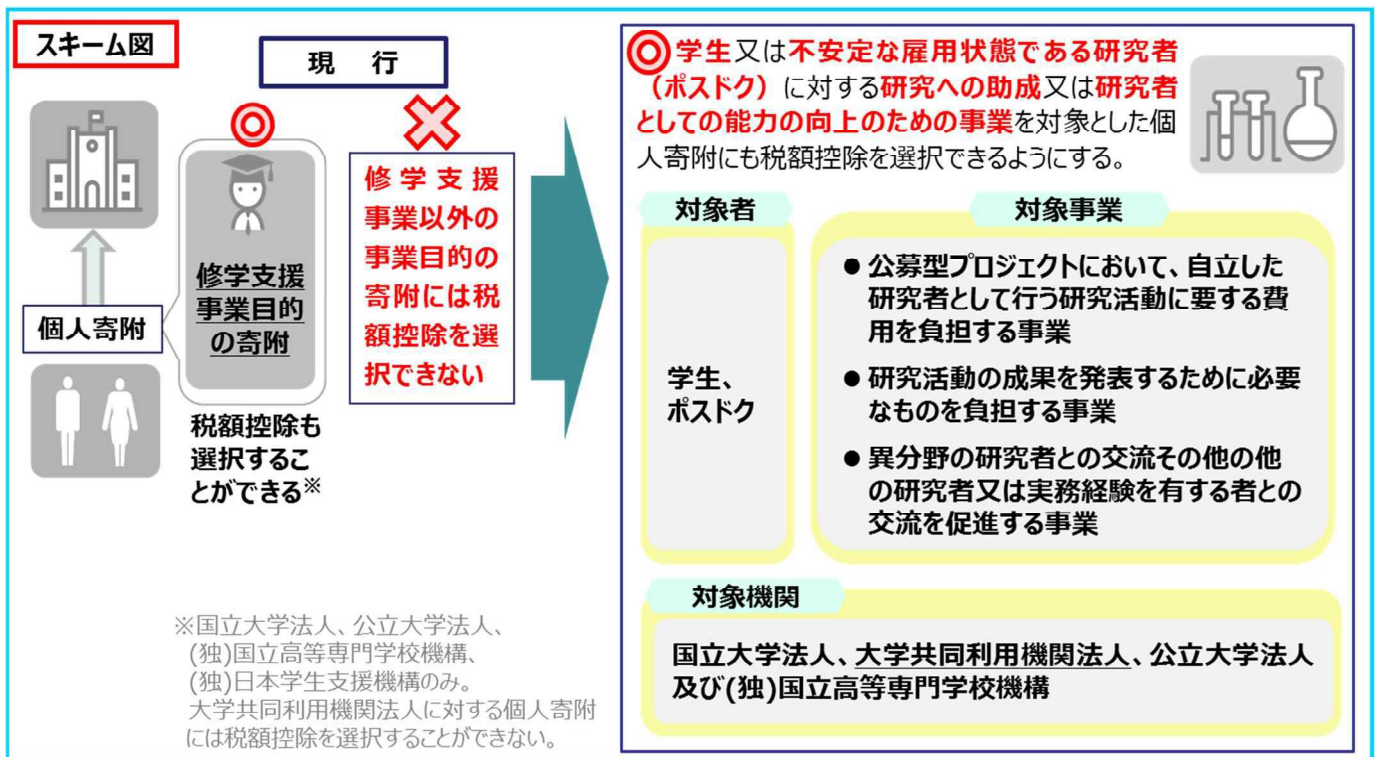 スキーム図
現 行
個人寄附
修学支援
事業目的
の寄附
税額控除も
選択するこ
とができる※
修学支援
事業以外の
事業目的の
寄附には税
額控除を選
択できない
※国立大学法人、公立大学法人、
(独)国立高等専門学校機構、
(独)日本学生支援機構のみ。
大学共同利用機関法人に対する個人寄附
には税額控除を選択することができない。
◎学生又は不安定な雇用状態である研究者
（ポスドク）に対する研究への助成又は研究者
としての能力の向上のための事業を対象とした個
人寄附にも税額控除を選択できるようにする。
対象者
学生、
ポスドク
対象事業
● 公募型プロジェクトにおいて、自立した
研究者として行う研究活動に要する費
用を負担する事業
● 研究活動の成果を発表するために必要
なものを負担する事業
● 異分野の研究者との交流その他の他
の研究者又は実務経験を有する者との
交流を促進する事業
対象機関
国立大学法人、大学共同利用機関法人、公立大学法人
及び(独)国立高等専門学校機構